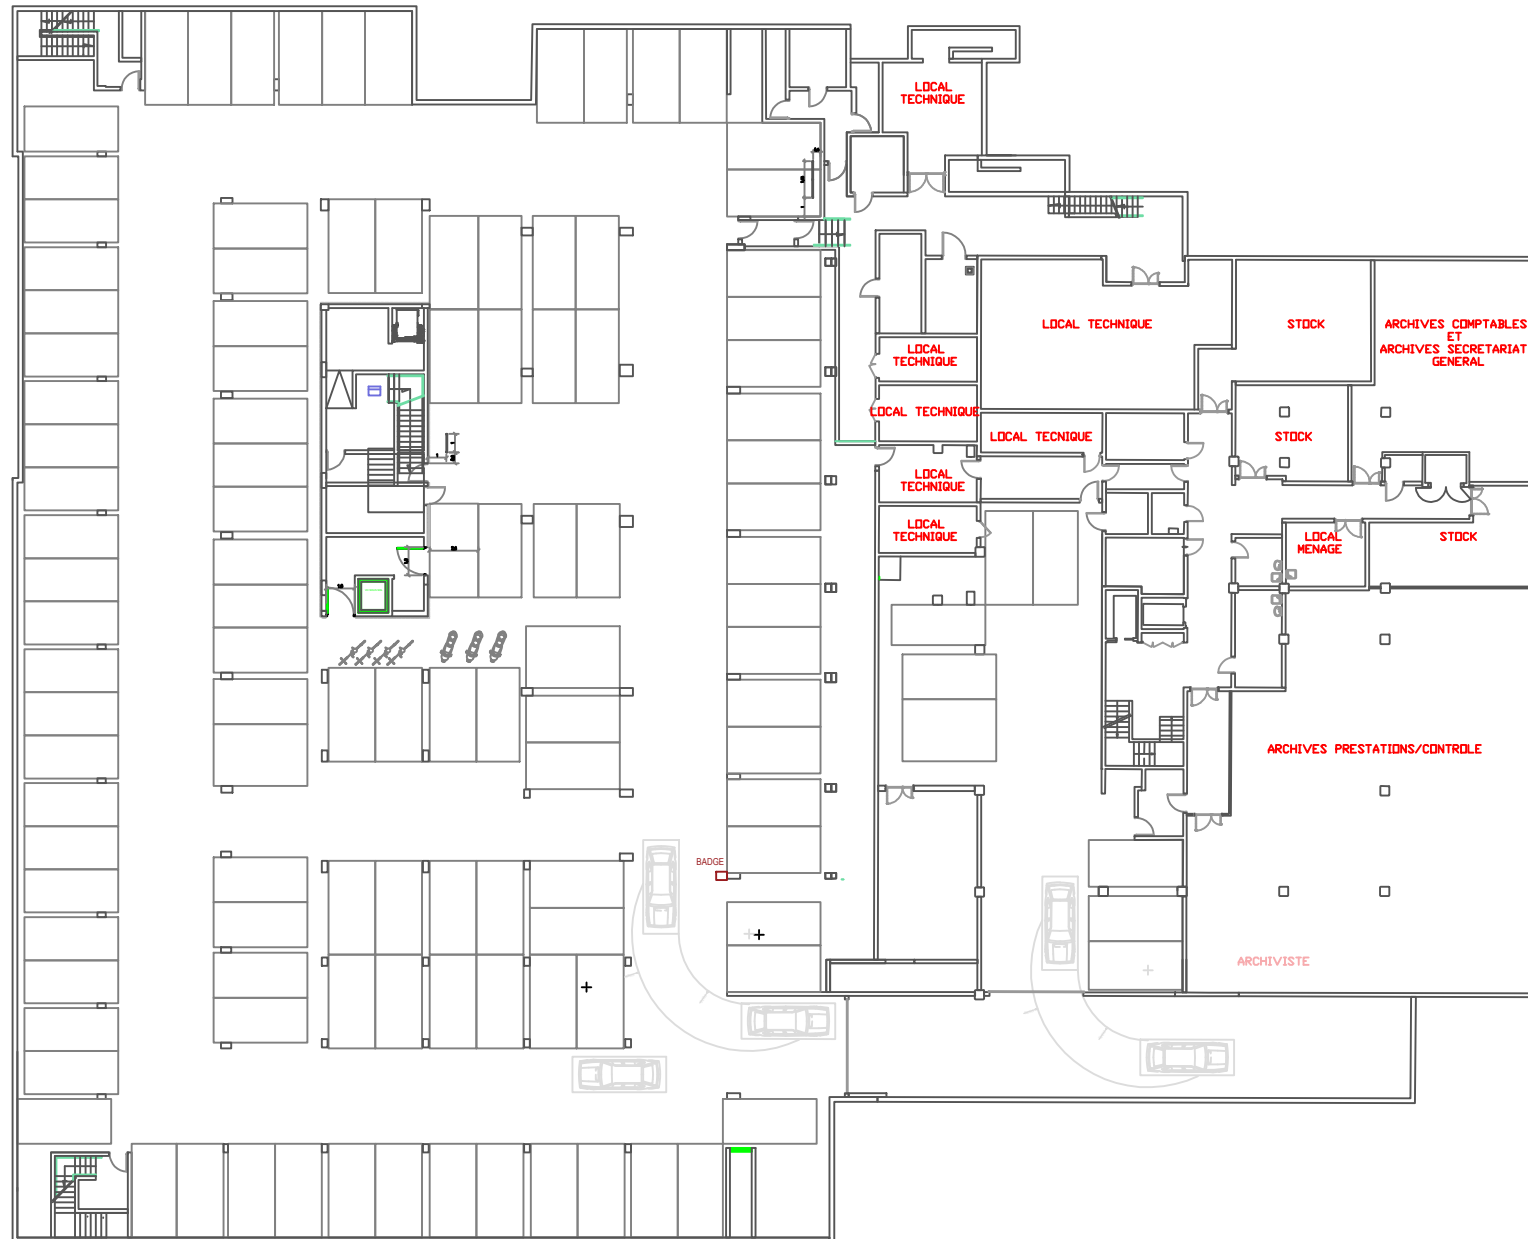 LOCAL
TECHNIQUE
LOCAL TECHNIQUE
STOCK
ARCHIVES COMPTABLES
ET
ARCHIVES SECRETARIAT
GENERAL
LOCAL
TECHNIQUE
LOCAL TECHNIQUE
LOCAL TECNIQUE
STOCK
LOCAL
TECHNIQUE
LOCAL
TECHNIQUE
LOCAL
MENAGE
STOCK
ARCHIVES PRESTATIONS/CONTROLE
BADGE
ARCHIVISTE